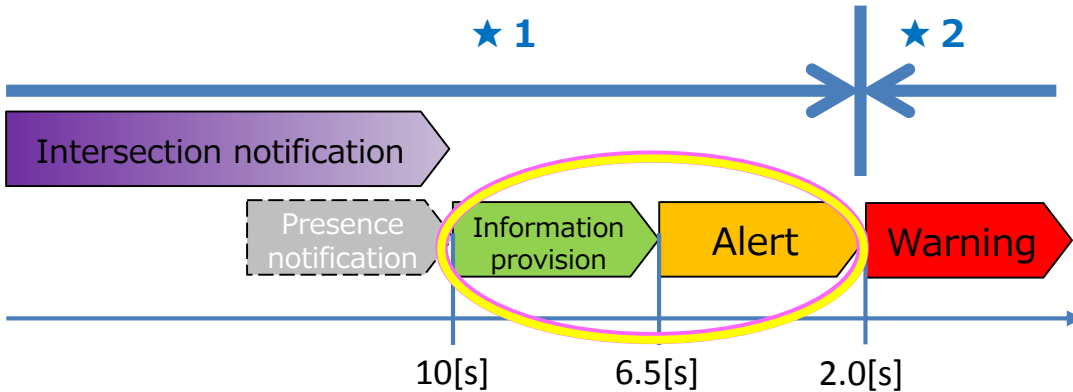 ★ 1
★ 2
Intersection notification
Presence
notification
Information
provision
Alert
Warning
10[s]
6.5[s]
2.0[s]